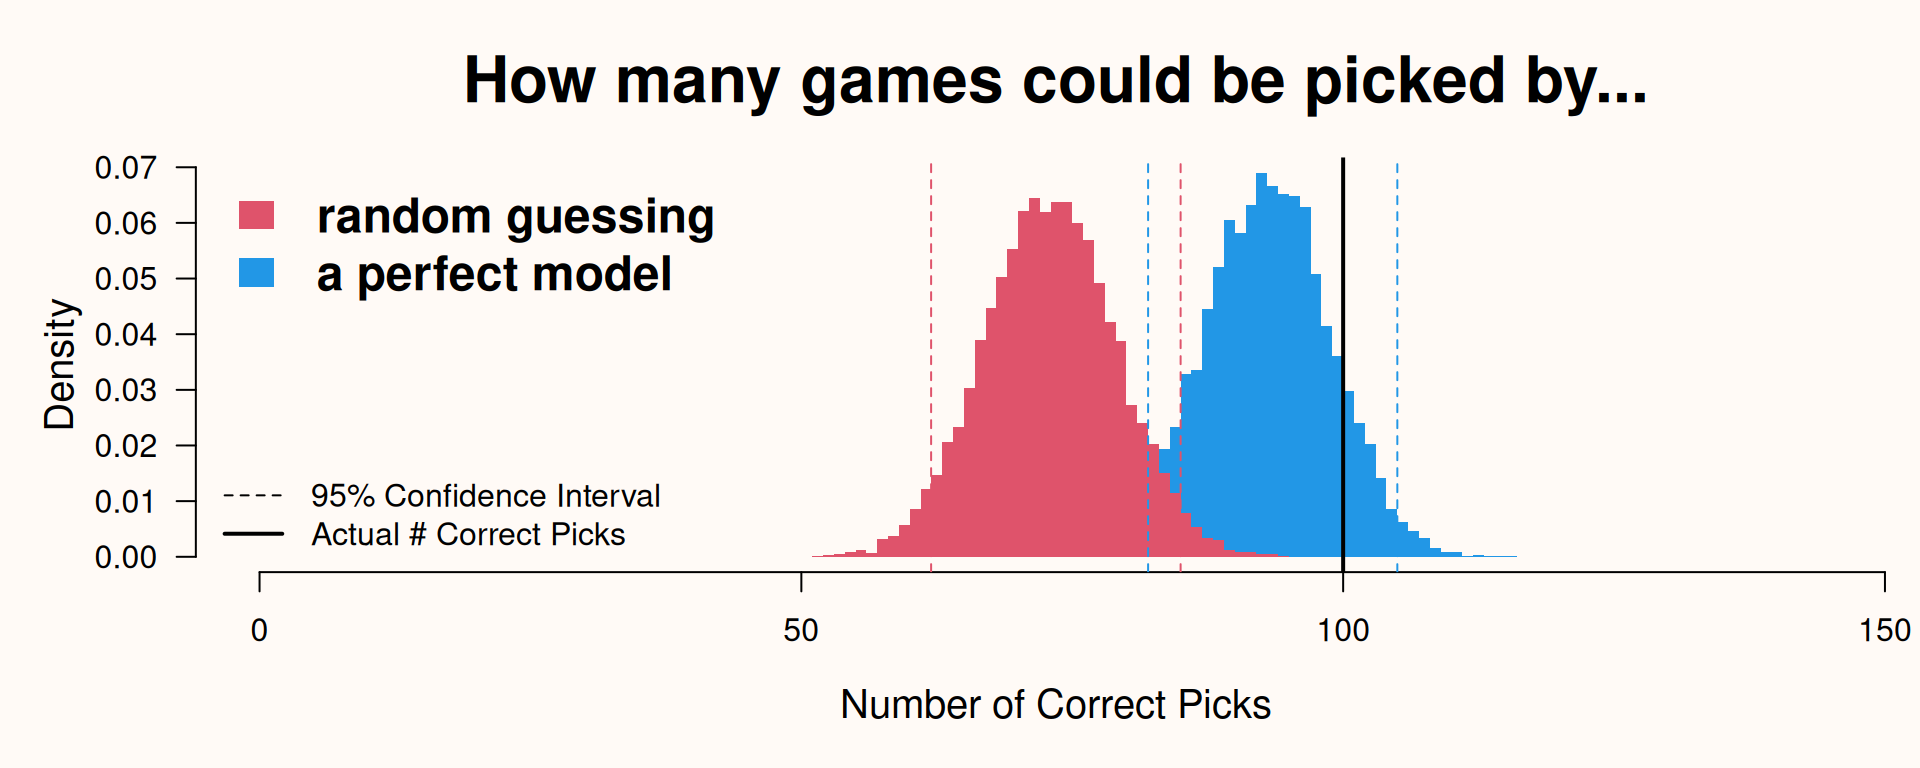 How many games could be picked by...
0.07
0.06
0.05
0.04
0.03
0.02
0.01
0.00
Density
random guessing
a perfect model
95% Confidence Interval
Actual # Correct Picks
0 50 100 150
Number of Correct Picks